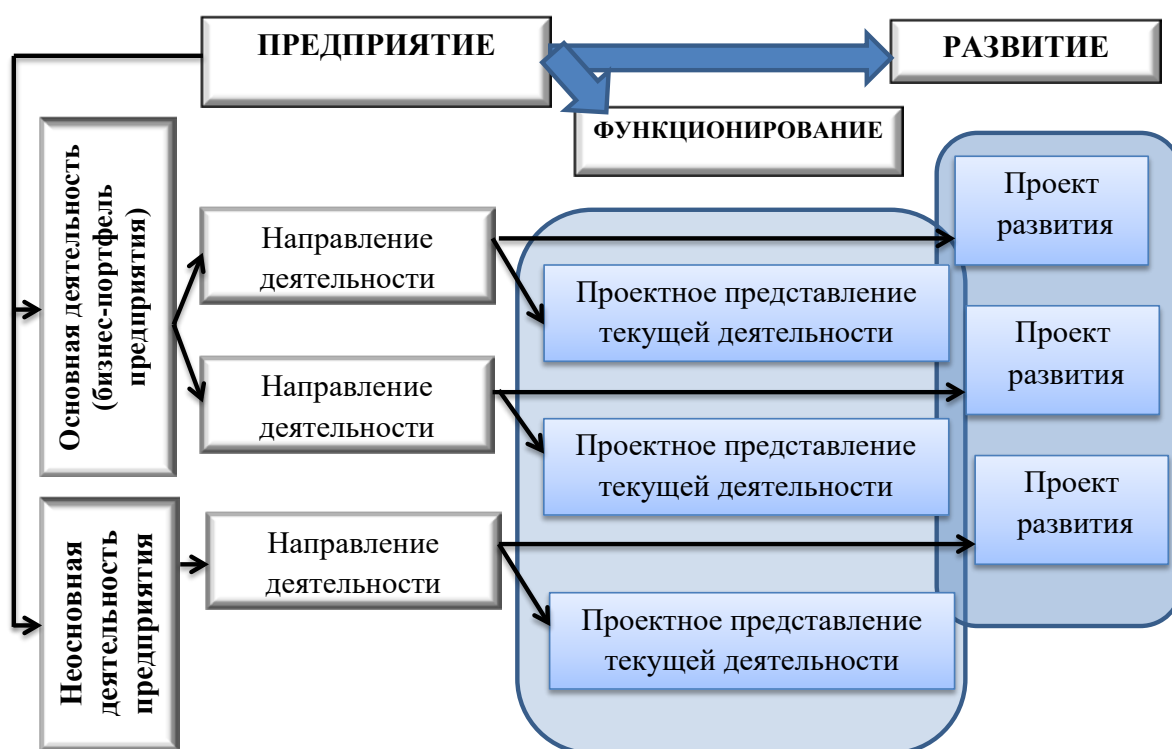 ПРЕДПРИЯТИЕ
РАЗВИТИЕ
ФУНКЦИОНИРОВАНИЕ
Основная деятельность
(бизнес-портфель
предприятия)
Направление
деятельности
Проектное представление
текущей деятельности
Проект
развития
Направление
деятельности
Проектное представление
текущей деятельности
Проект
развития
Неосновная
деятельность
предприятия
Направление
деятельности
Проектное представление
текущей деятельности
Проект
развития